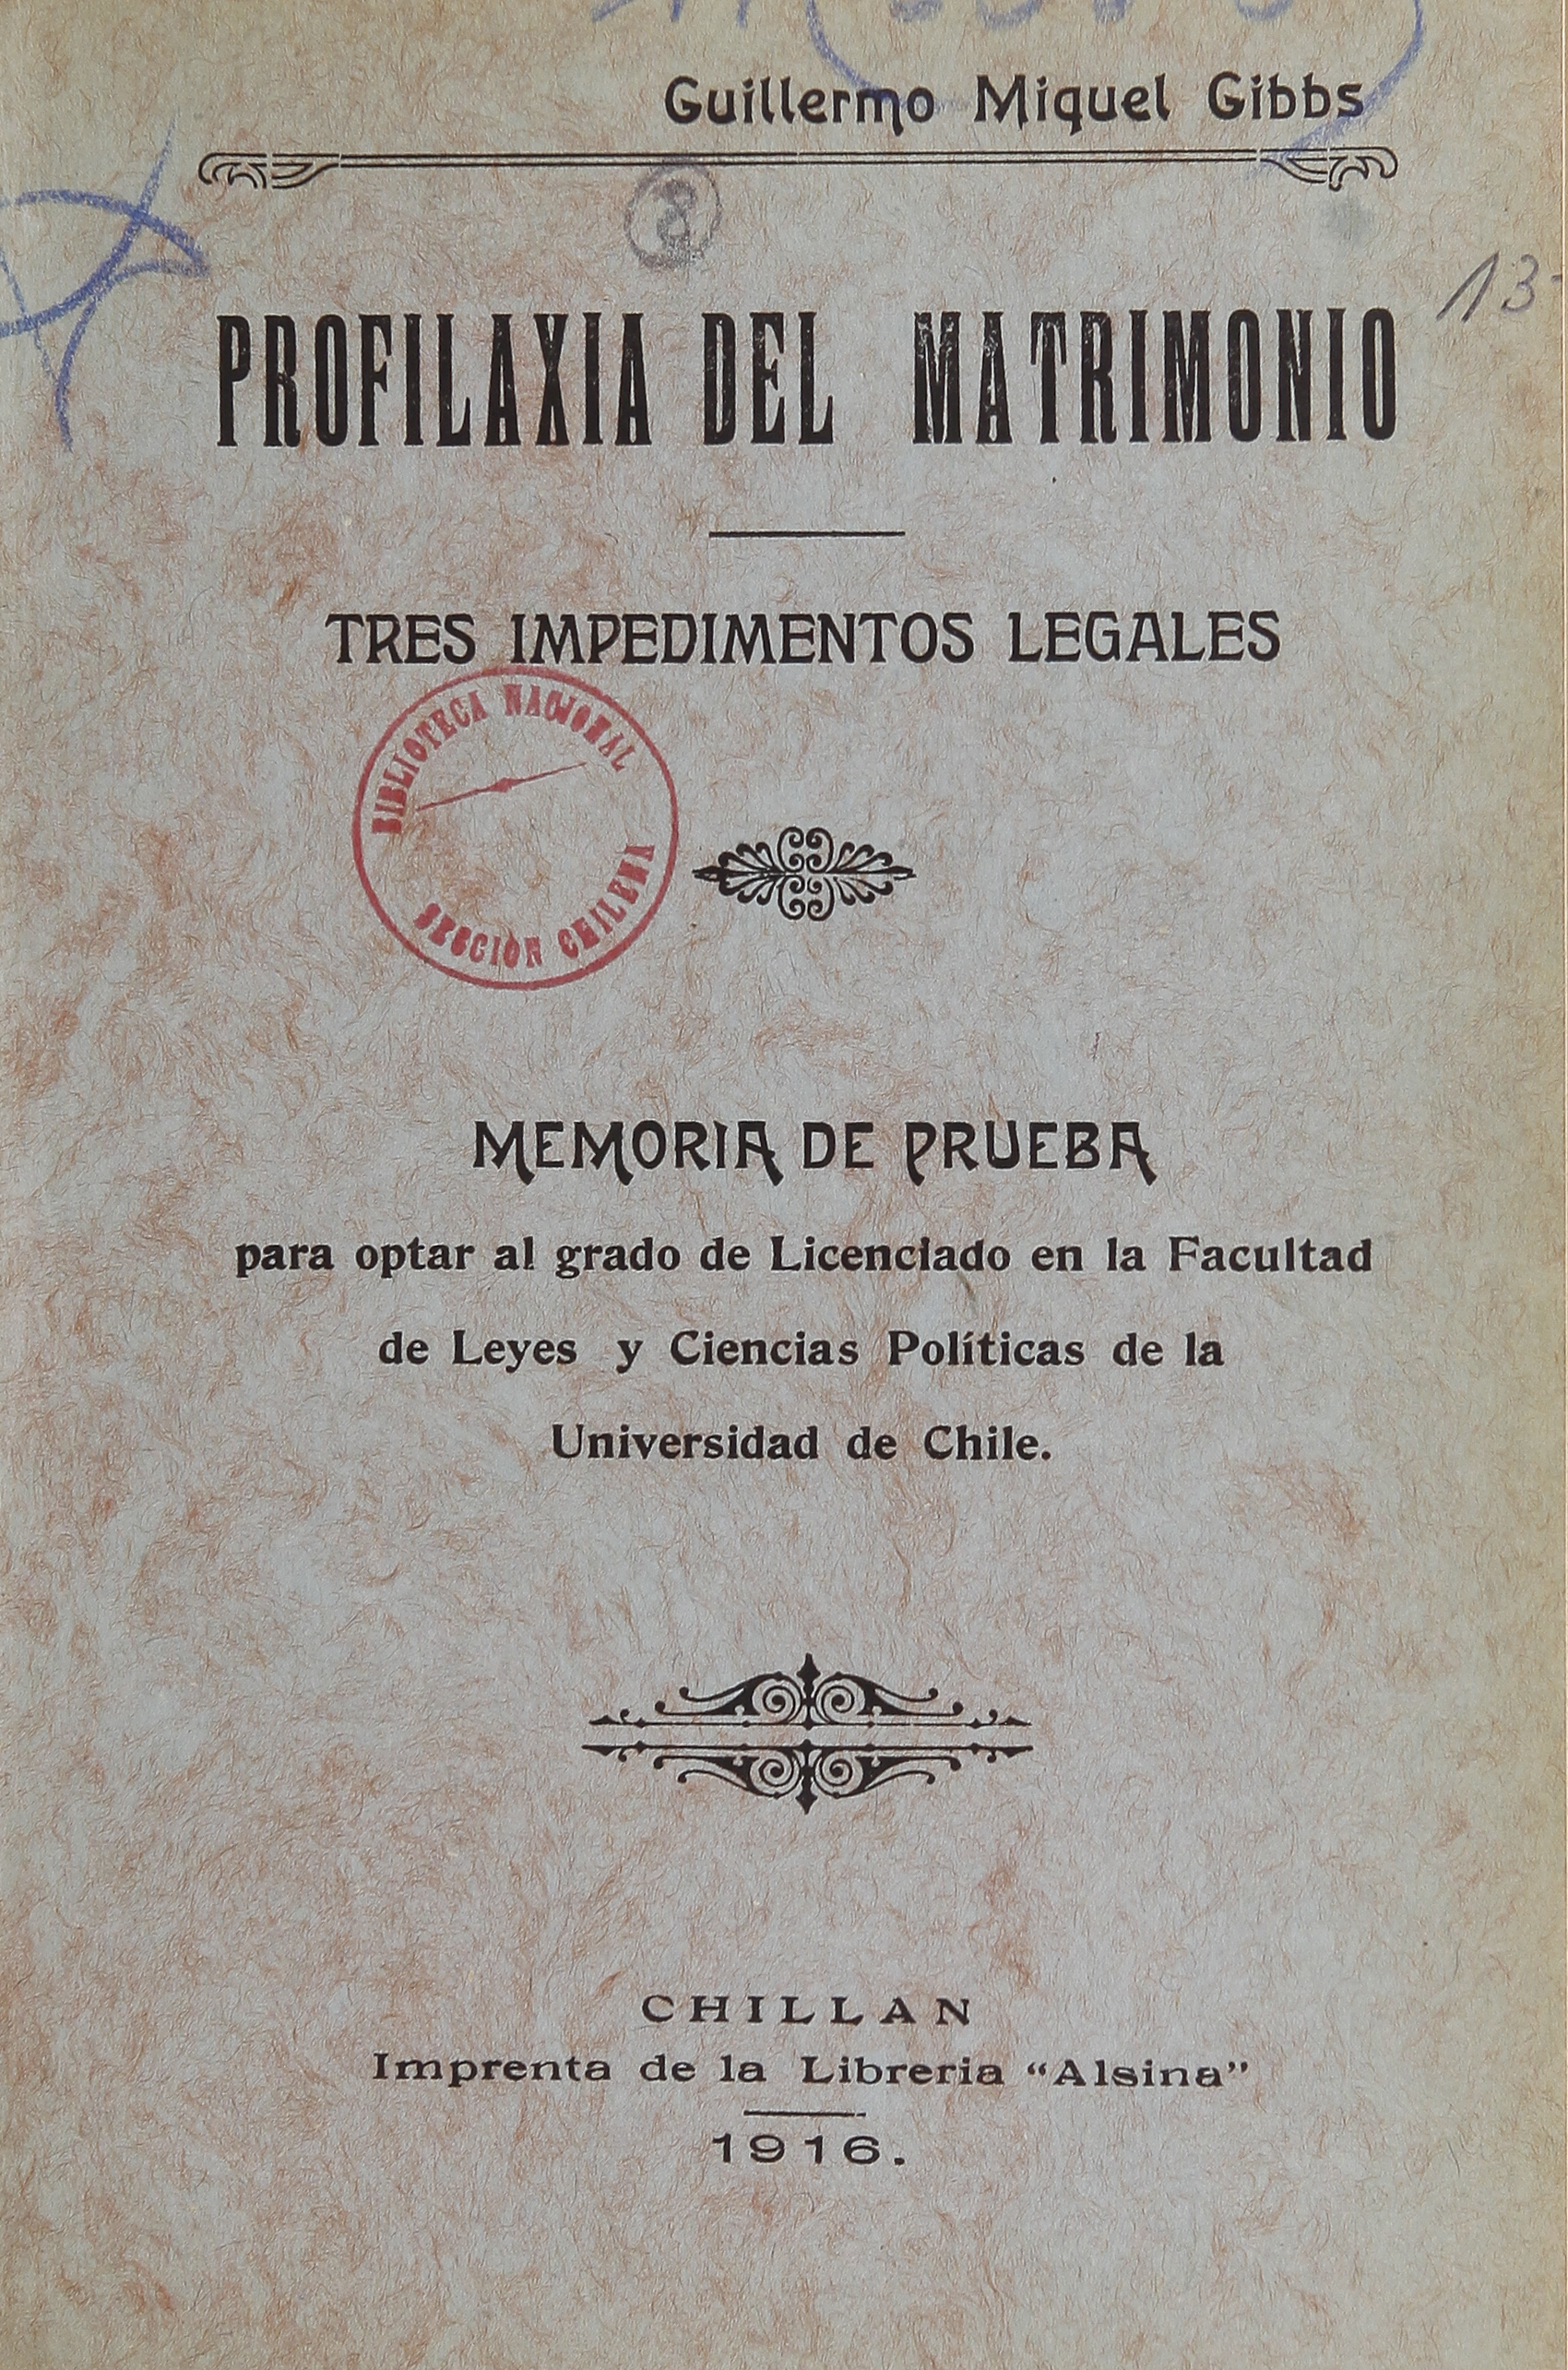 Guillermo Miquel Gibbs
13
PROFILAXIA DEL MATRIMONIO
TRES IMPEDIMENTOS LEGALES
BIBLIOTECA NACIONAL
SECCION CHILENA
MEMORIA DE PRUEBA
para optar al grado de Licenciado en la Facultad
de Leyes y Ciencias Políticas de la
Universidad de Chile.
CHILLAN
Imprenta de la Libreria “Alsina”
1916.